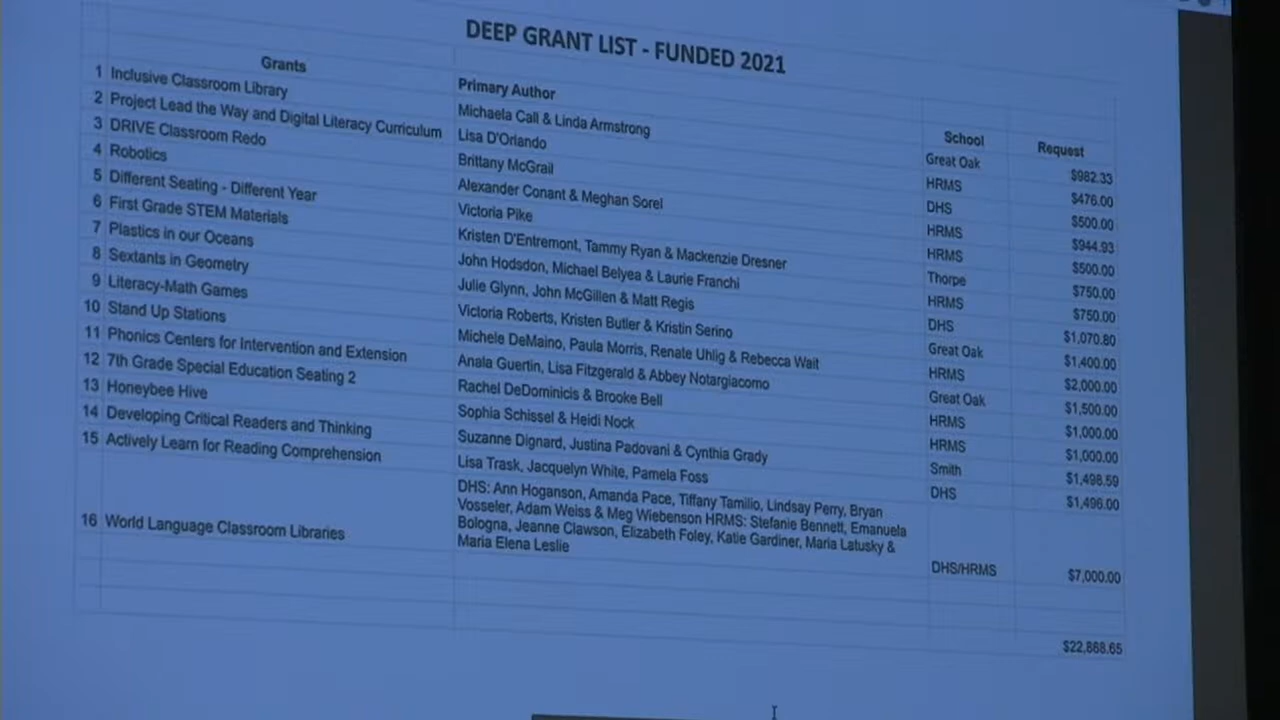 DEEP GRANT LIST - FUNDED 2021
Grants Primary Author School Request
1 Inclusive Classroom Library Michaela Call & Linda Armstrong Great Oak $982.33
2 Project Lead the Way and Digital Literacy Curriculum Lisa D'Orlando HRMS $476.00
3 DRIVE Classroom Redo Brittany McGrail DHS $500.00
4 Robotics Alexander Conant & Meghan Sorel HRMS $944.93
5 Different Seating - Different Year Victoria Pike HRMS $500.00
6 First Grade STEM Materials Kristen D'Entremont, Tammy Ryan & Mackenzie Dresner Thorpe $750.00
7 Plastics in our Oceans John Hodsdon, Michael Belyea & Laurie Franchi HRMS $750.00
8 Sextants in Geometry Julie Glynn, John McGillen & Matt Regis DHS $1,070.80
9 Literacy-Math Games Victoria Roberts, Kristen Butler & Kristin Serino Great Oak $1,400.00
10 Stand Up Stations Michele DeMaino, Paula Morris, Renate Uhlig & Rebecca Wait HRMS $2,000.00
11 Phonics Centers for Intervention and Extension Anala Guertin, Lisa Fitzgerald & Abbey Notargiacomo Great Oak $1,500.00
12 7th Grade Special Education Seating 2 Rachel DeDominicis & Brooke Bell HRMS $1,000.00
13 Honeybee Hive Sophia Schissel & Heidi Nock HRMS $1,000.00
14 Developing Critical Readers and Thinking Suzanne Dignard, Justina Padovani & Cynthia Grady Smith $1,498.59
15 Actively Learn for Reading Comprehension Lisa Trask, Jacquelyn White, Pamela Foss DHS $1,496.00
DHS: Ann Hoganson, Amanda Pace, Tiffany Tamilio, Lindsay Perry, Bryan
Vosseler, Adam Weiss & Meg Wiebenson HRMS: Stefanie Bennett, Emanuela
Bologna, Jeanne Clawson, Elizabeth Foley, Katie Gardiner, Maria Latusky &
Maria Elena Leslie
16 World Language Classroom Libraries DHS/HRMS $7,000.00
$22,868.65